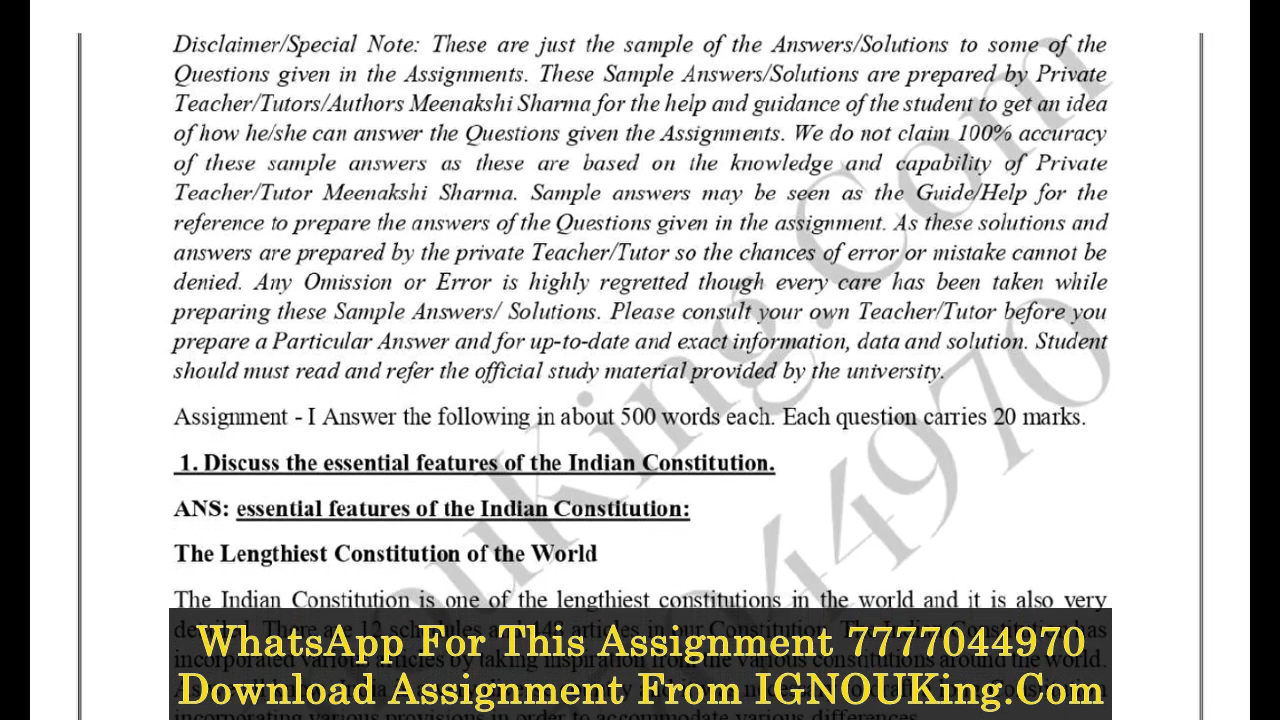 Disclaimer/Special Note: These are just the sample of the Answers/Solutions to some of the
Questions given in the Assignments. These Sample Answers/Solutions are prepared by Private
Teacher/Tutors/Authors Meenakshi Sharma for the help and guidance of the student to get an idea
of how he/she can answer the Questions given the Assignments. We do not claim 100% accuracy
of these sample answers as these are based on the knowledge and capability of Private
Teacher/Tutor Meenakshi Sharma. Sample answers may be seen as the Guide/Help for the
reference to prepare the answers of the Questions given in the assignment. As these solutions and
answers are prepared by the private Teacher/Tutor so the chances of error or mistake cannot be
denied. Any Omission or Error is highly regretted though every care has been taken while
preparing these Sample Answers/ Solutions. Please consult your own Teacher/Tutor before you
prepare a Particular Answer and for up-to-date and exact information, data and solution. Student
should must read and refer the official study material provided by the university.
Assignment - I Answer the following in about 500 words each. Each question carries 20 marks.
1. Discuss the essential features of the Indian Constitution.
ANS: essential features of the Indian Constitution:
The Lengthiest Constitution of the World
The Indian Constitution is one of the lengthiest constitutions in the world and it is also very
WhatsApp For This Assignment 7777044970
Download Assignment From IGNOUKing.Com